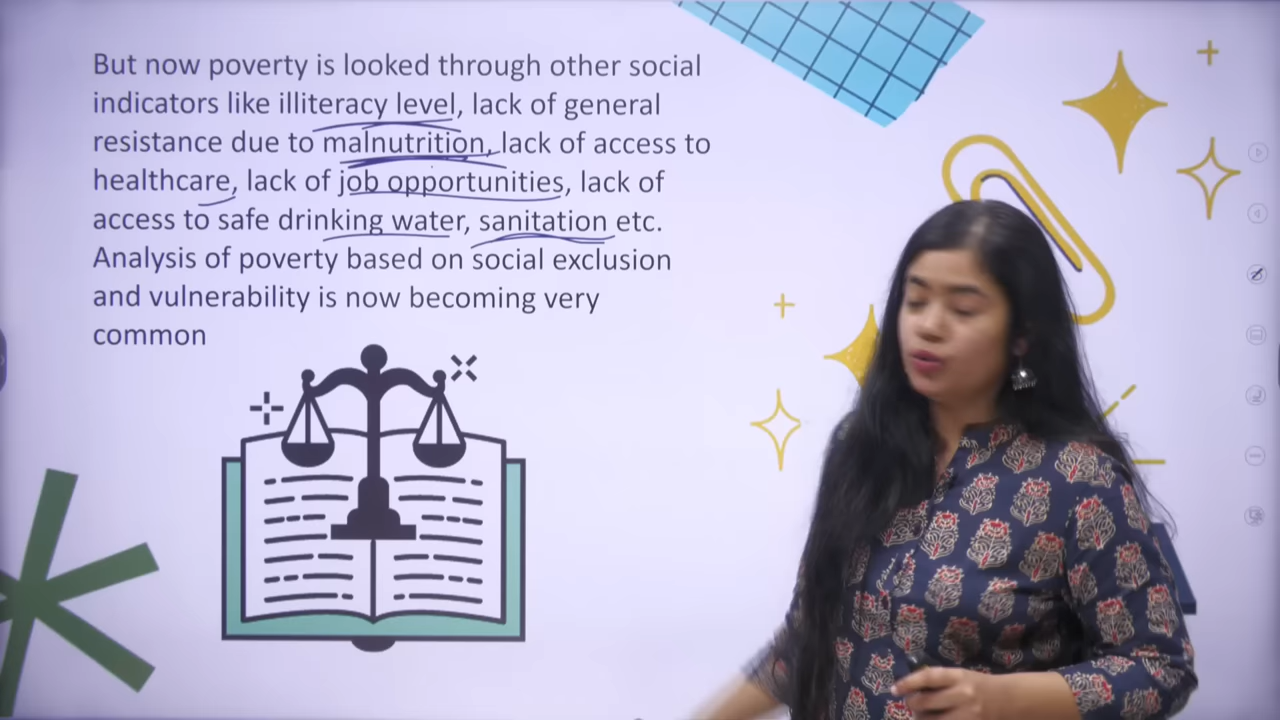 But now poverty is looked through other social
indicators like illiteracy level, lack of general
resistance due to malnutrition, lack of access to
healthcare, lack of job opportunities, lack of
access to safe drinking water, sanitation etc.
Analysis of poverty based on social exclusion
and vulnerability is now becoming very
common